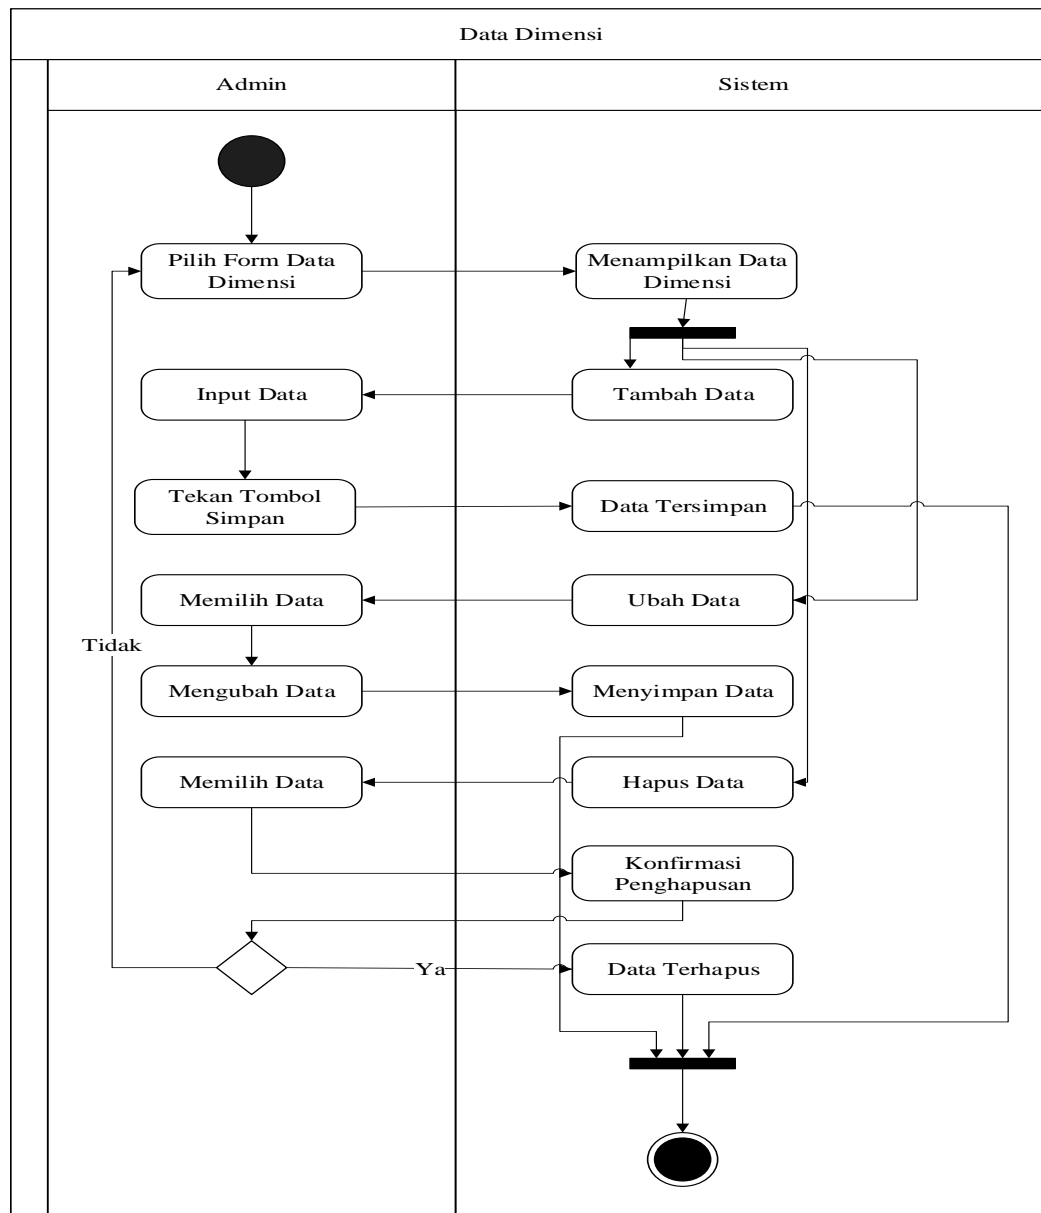 Data Dimensi
Admin
Sistem
Pilih Form Data
Dimensi
Menampilkan Data
Dimensi
Input Data
Tambah Data
Tekan Tombol
Simpan
Data Tersimpan
Memilih Data
Ubah Data
Tidak
Mengubah Data
Menyimpan Data
Memilih Data
Hapus Data
Konfirmasi
Penghapusan
Ya
Data Terhapus